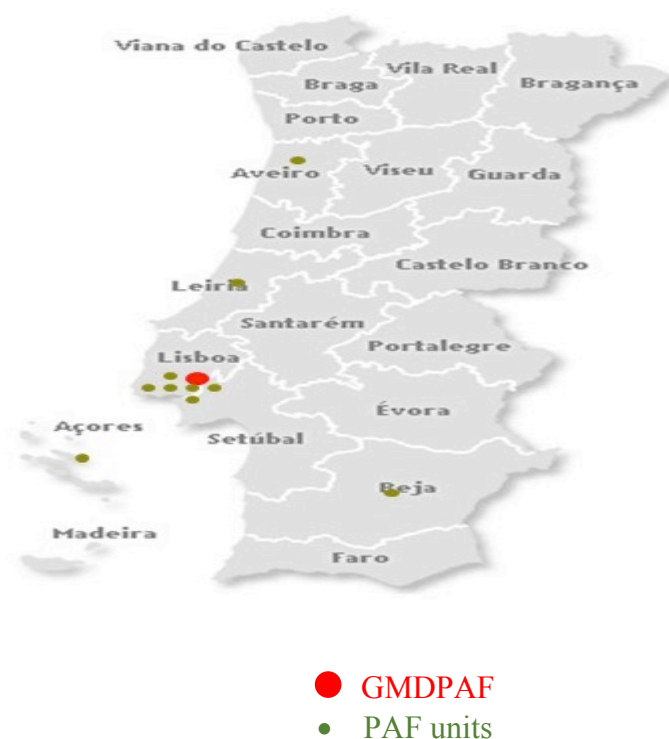 Viana do Castelo
Vila Real
Bragança
Braga
Porto
Aveiro
Viseu
Guarda
Coimbra
Castelo Branco
Leiria
Santarém
Portalegre
Lisboa
Évora
Açores
Setúbal
Beja
Madeira
Faro
GMDPAF
PAF units